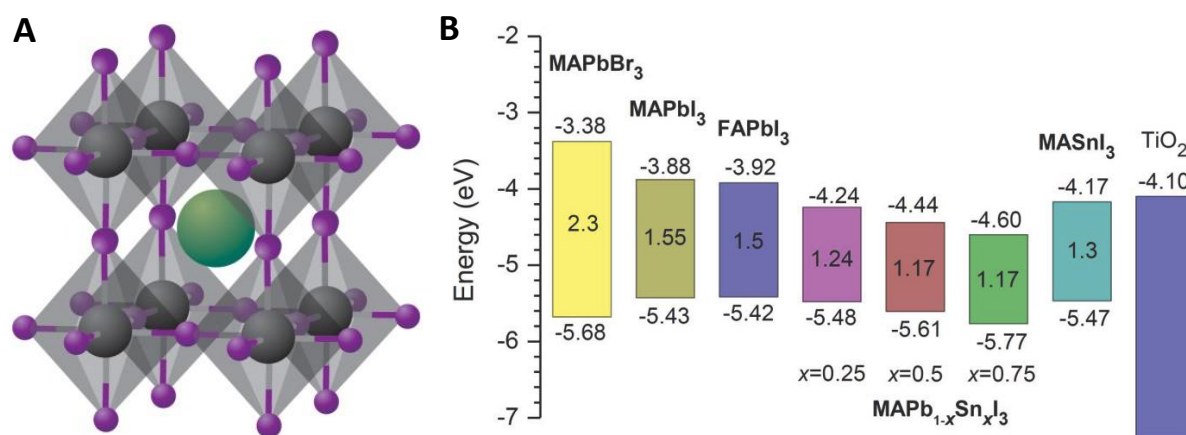 A
B
Energy (eV)
-2
-3
-4
-5
-6
-7
MAPbBr₃
-3.38
2.3
-5.68
MAPbI₃
-3.88
1.55
-5.43
FAPbI₃
-3.92
1.5
-5.42
-4.24
1.24
-5.48
x=0.25
-4.44
1.17
-5.61
x=0.5
-4.60
1.17
-5.77
x=0.75
MAPb₁₋ₓSnₓI₃
MASnI₃
-4.17
1.3
-5.47
TiO₂
-4.10